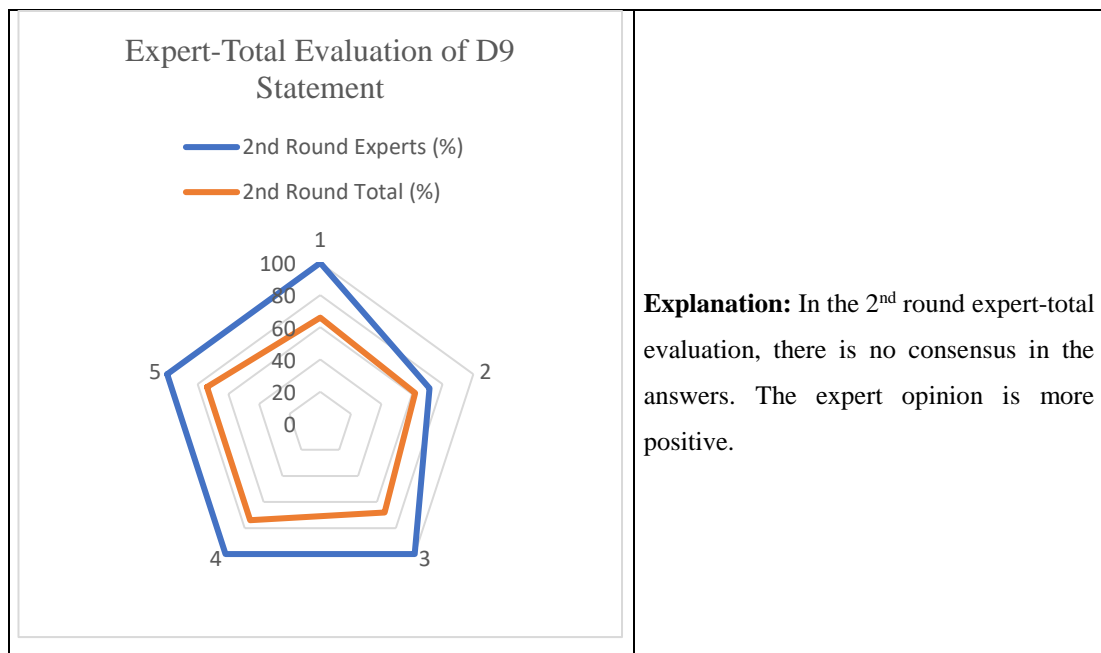 Expert-Total Evaluation of D9
Statement
2nd Round Experts (%)
2nd Round Total (%)
1
100
80
60
40
20
0
5
2
4
3
Explanation: In the 2nd round expert-total
evaluation, there is no consensus in the
answers. The expert opinion is more
positive.